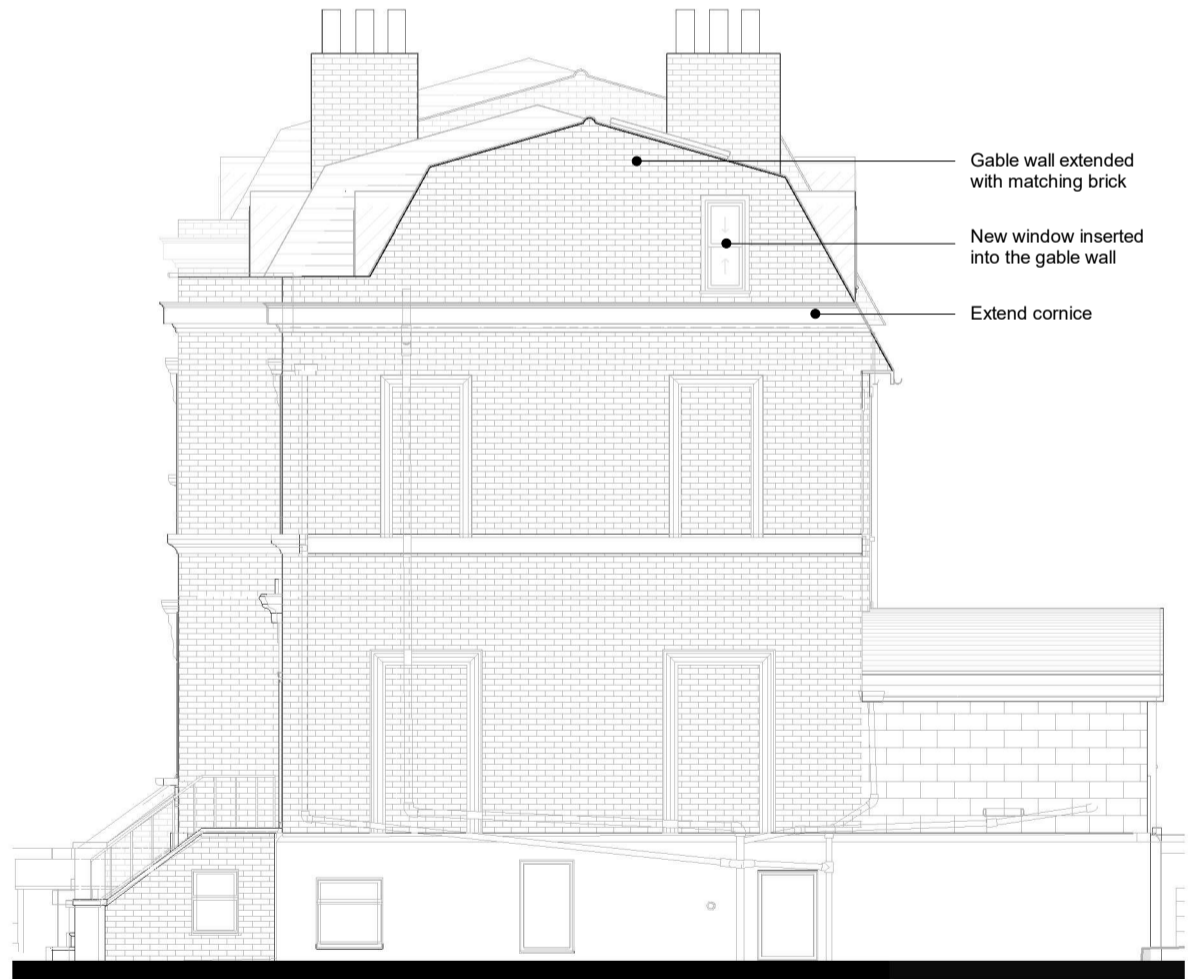 Gable wall extended
with matching brick
New window inserted
into the gable wall
Extend cornice